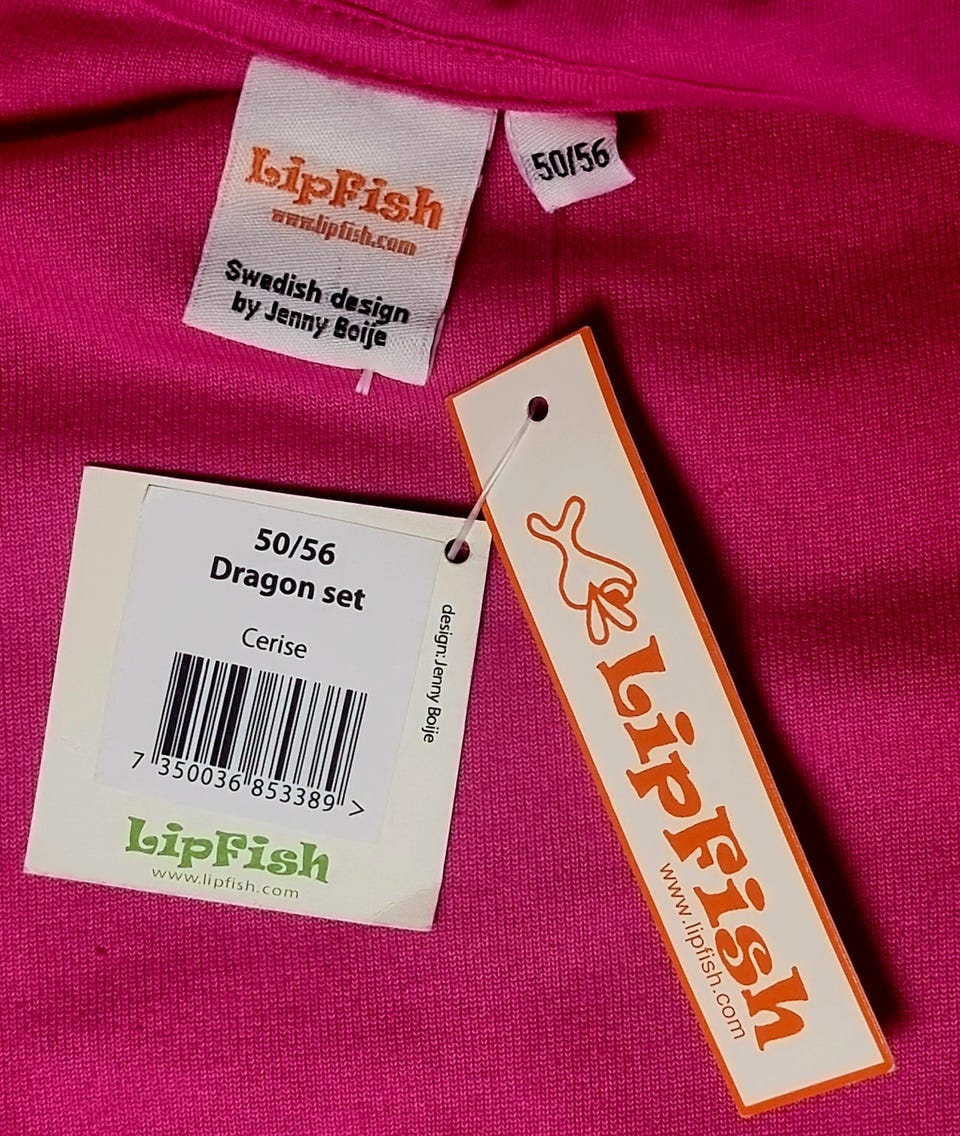 LipFish
www.lipfish.com
Swedish design
by Jenny Boije
50/56
50/56
Dragon set
Cerise
7 350036 853389 >
design:Jenny Boije
LipFish
www.lipfish.com
LipFish
www.lipfish.com